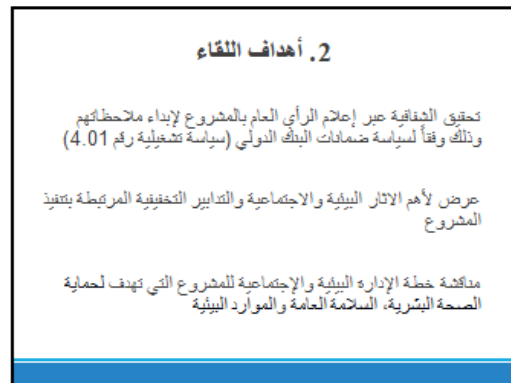 2. أهداف اللقاء
تحقيق الشفافية عبر إعلام الرأي العام بالمشروع لإبداء ملاحظاتهم
وذلك وفقاً لسياسة ضمانات البنك الدولي (سياسة تشغيلية رقم 4.01)
عرض لأهم الاثار البيئية والاجتماعية والتدابير التخفيفية المرتبطة بتنفيذ
المشروع
مناقشة خطة الإدارة البيئية والإجتماعية للمشروع التي تهدف لحماية
الصحة البشرية، السلامة العامة والموارد البيئية